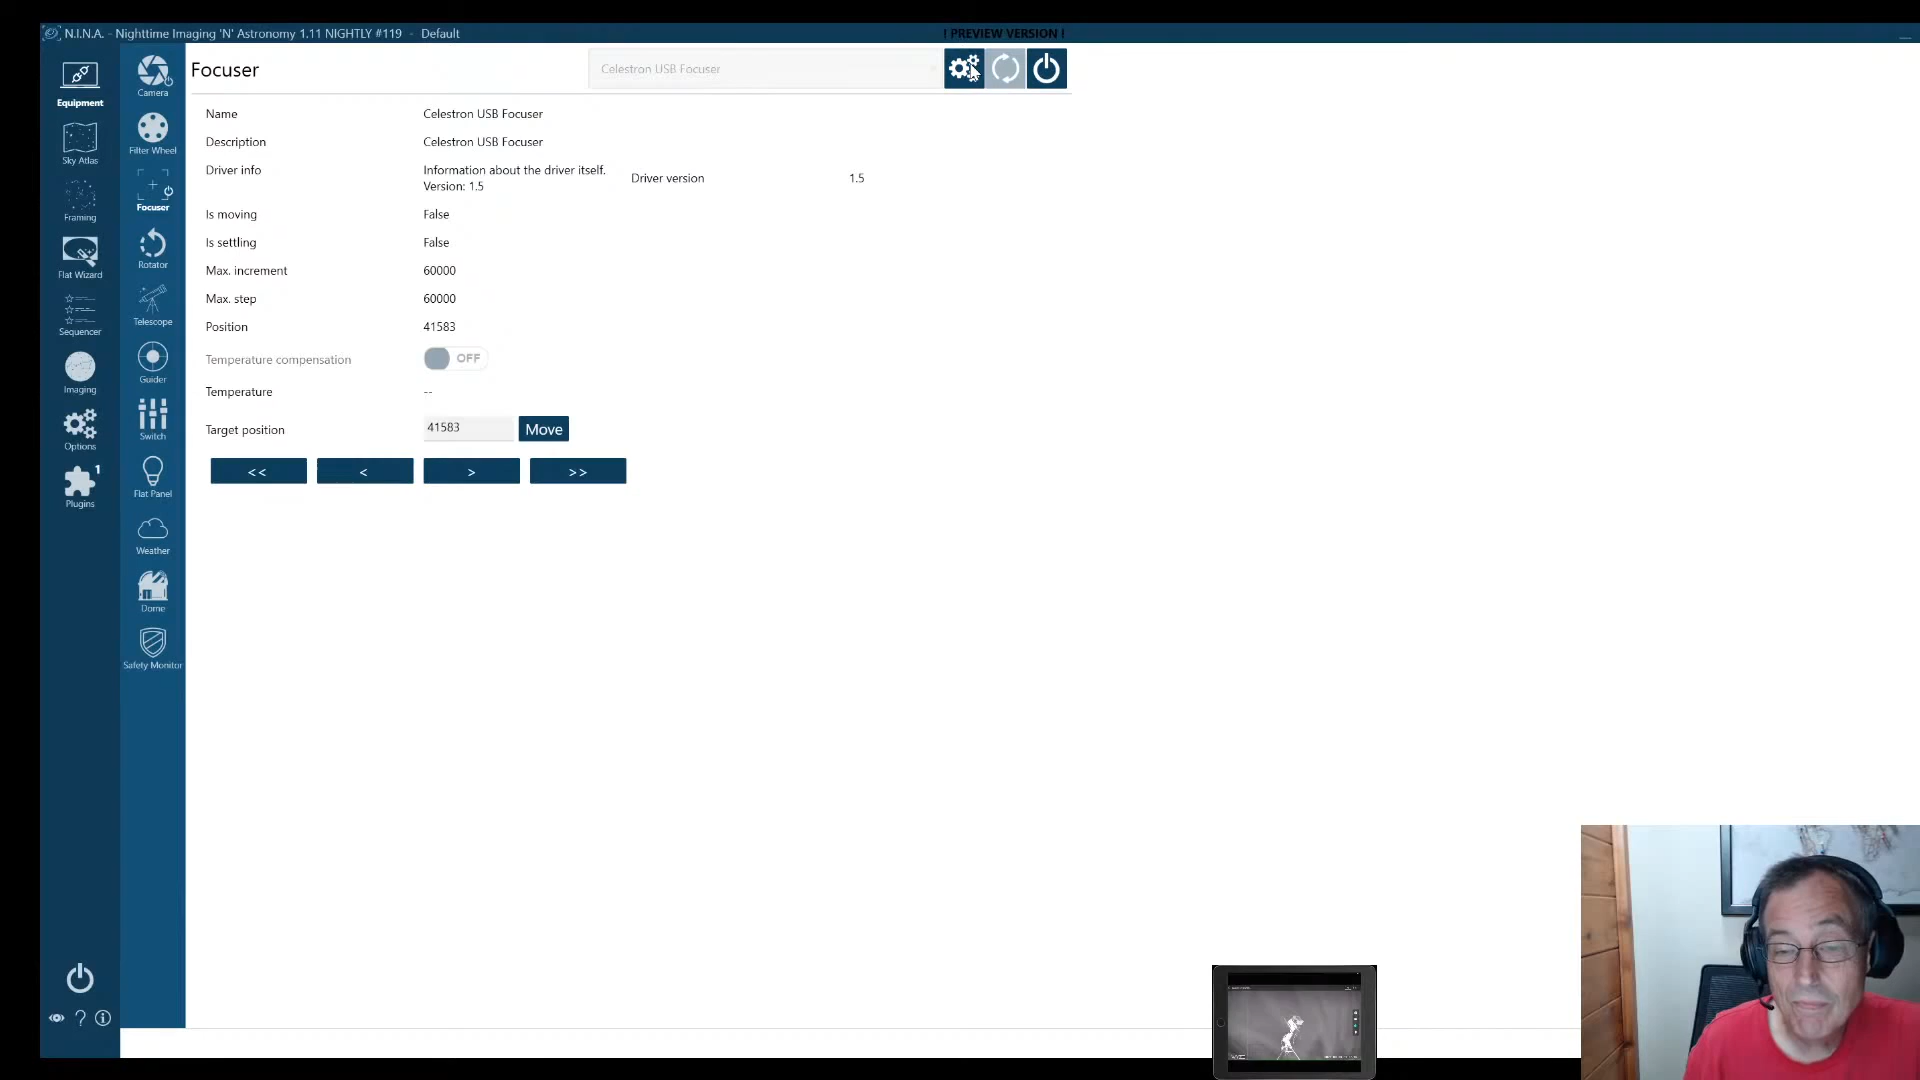 N.I.N.A. - Nighttime Imaging 'N' Astronomy 1.11 NIGHTLY #119 - Default
! PREVIEW VERSION !
Equipment
Sky Atlas
Framing
Flat Wizard
Sequencer
Imaging
Options
1
Plugins
Camera
Filter Wheel
Focuser
Rotator
Telescope
Guider
Switch
Flat Panel
Weather
Dome
Safety Monitor
Focuser
Celestron USB Focuser
Name Celestron USB Focuser
Description Celestron USB Focuser
Driver info Information about the driver itself. Driver version 1.5
Version: 1.5
Is moving False
Is settling False
Max. increment 60000
Max. step 60000
Position 41583
Temperature compensation OFF
Temperature --
Target position 41583 Move
<< < > >>
?